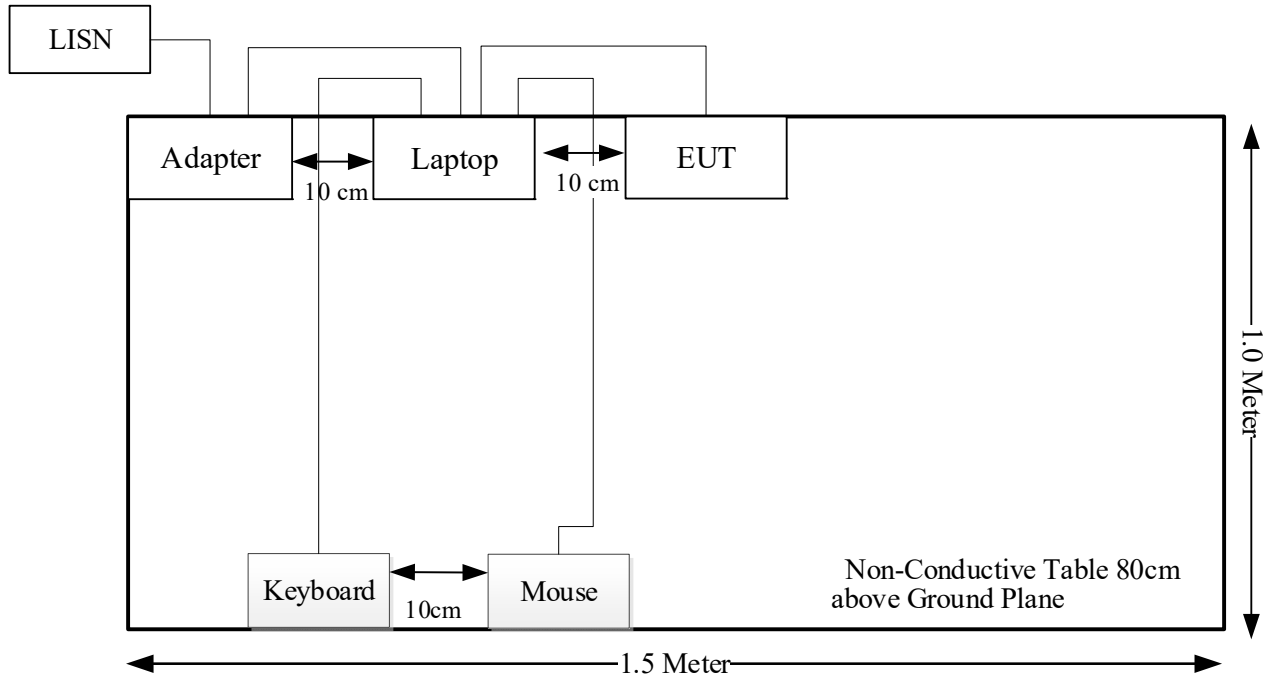 LISN
Adapter
Laptop
EUT
10 cm
10 cm
1.0 Meter
Keyboard
Mouse
10cm
Non-Conductive Table 80cm
above Ground Plane
1.5 Meter